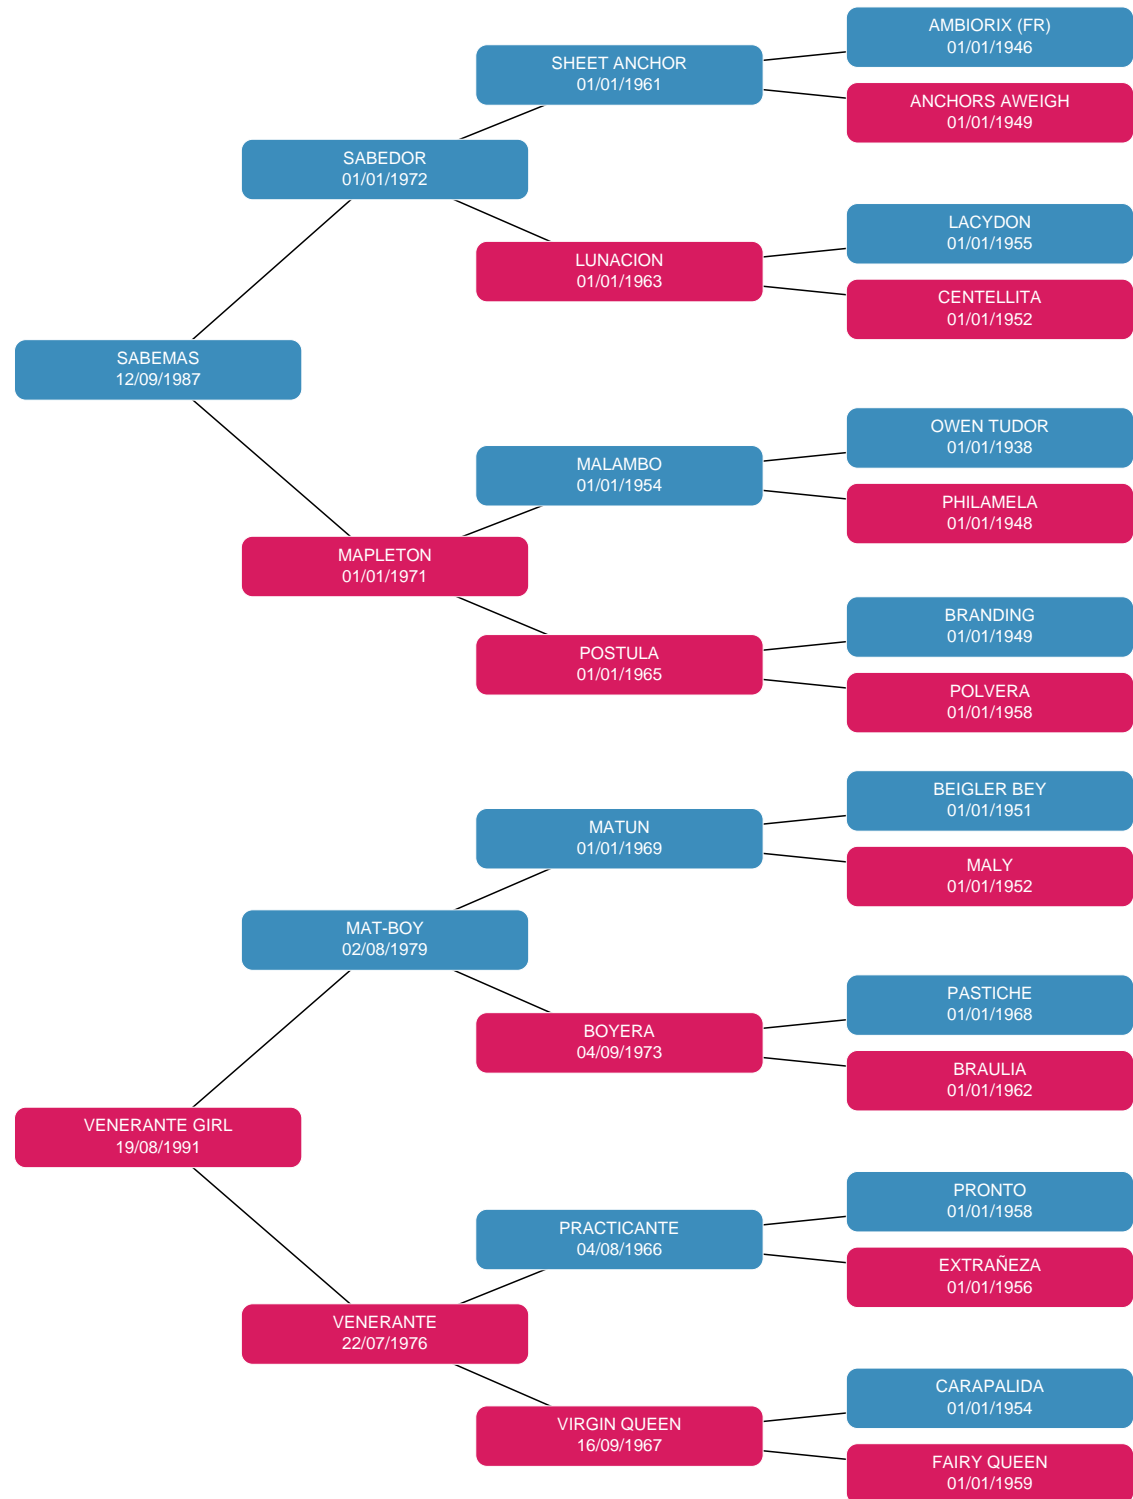 AMBIORIX (FR)
01/01/1946
SHEET ANCHOR
01/01/1961
ANCHORS AWEIGH
01/01/1949
SABEDOR
01/01/1972
LACYDON
01/01/1955
LUNACION
01/01/1963
CENTELLITA
01/01/1952
SABEMAS
12/09/1987
OWEN TUDOR
01/01/1938
MALAMBO
01/01/1954
PHILAMELA
01/01/1948
MAPLETON
01/01/1971
BRANDING
01/01/1949
POSTULA
01/01/1965
POLVERA
01/01/1958
BEIGLER BEY
01/01/1951
MATUN
01/01/1969
MALY
01/01/1952
MAT-BOY
02/08/1979
PASTICHE
01/01/1968
BOYERA
04/09/1973
BRAULIA
01/01/1962
VENERANTE GIRL
19/08/1991
PRONTO
01/01/1958
PRACTICANTE
04/08/1966
EXTRAÑEZA
01/01/1956
VENERANTE
22/07/1976
CARAPALIDA
01/01/1954
VIRGIN QUEEN
16/09/1967
FAIRY QUEEN
01/01/1959